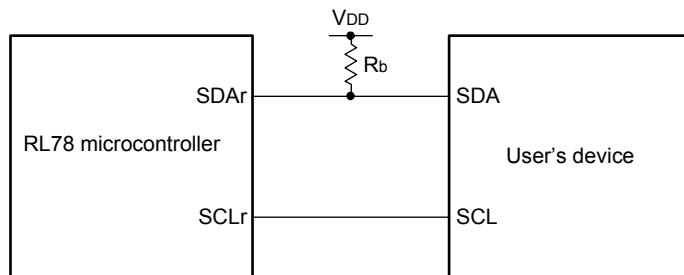 VDD
Rb
SDAr
SDA
RL78 microcontroller
User's device
SCLr
SCL